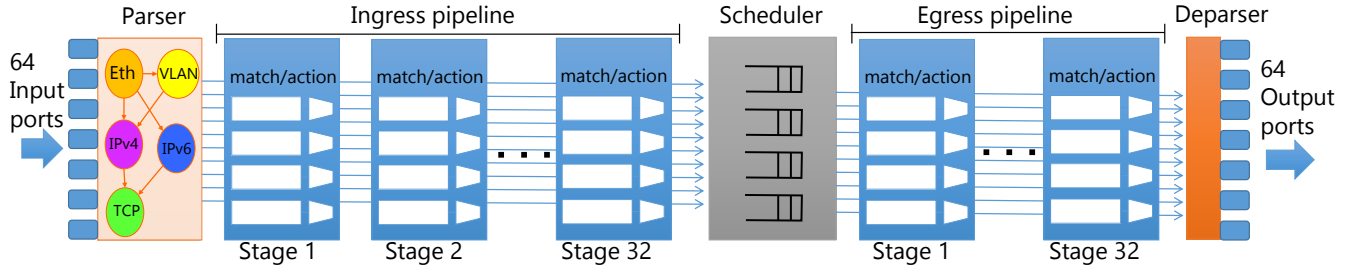 Parser
Ingress pipeline
Scheduler
Egress pipeline
Deparser
64
Input
ports
Eth
VLAN
IPv4
IPv6
TCP
match/action
match/action
match/action
match/action
match/action
64
Output
ports
Stage 1
Stage 2
Stage 32
Stage 1
Stage 32